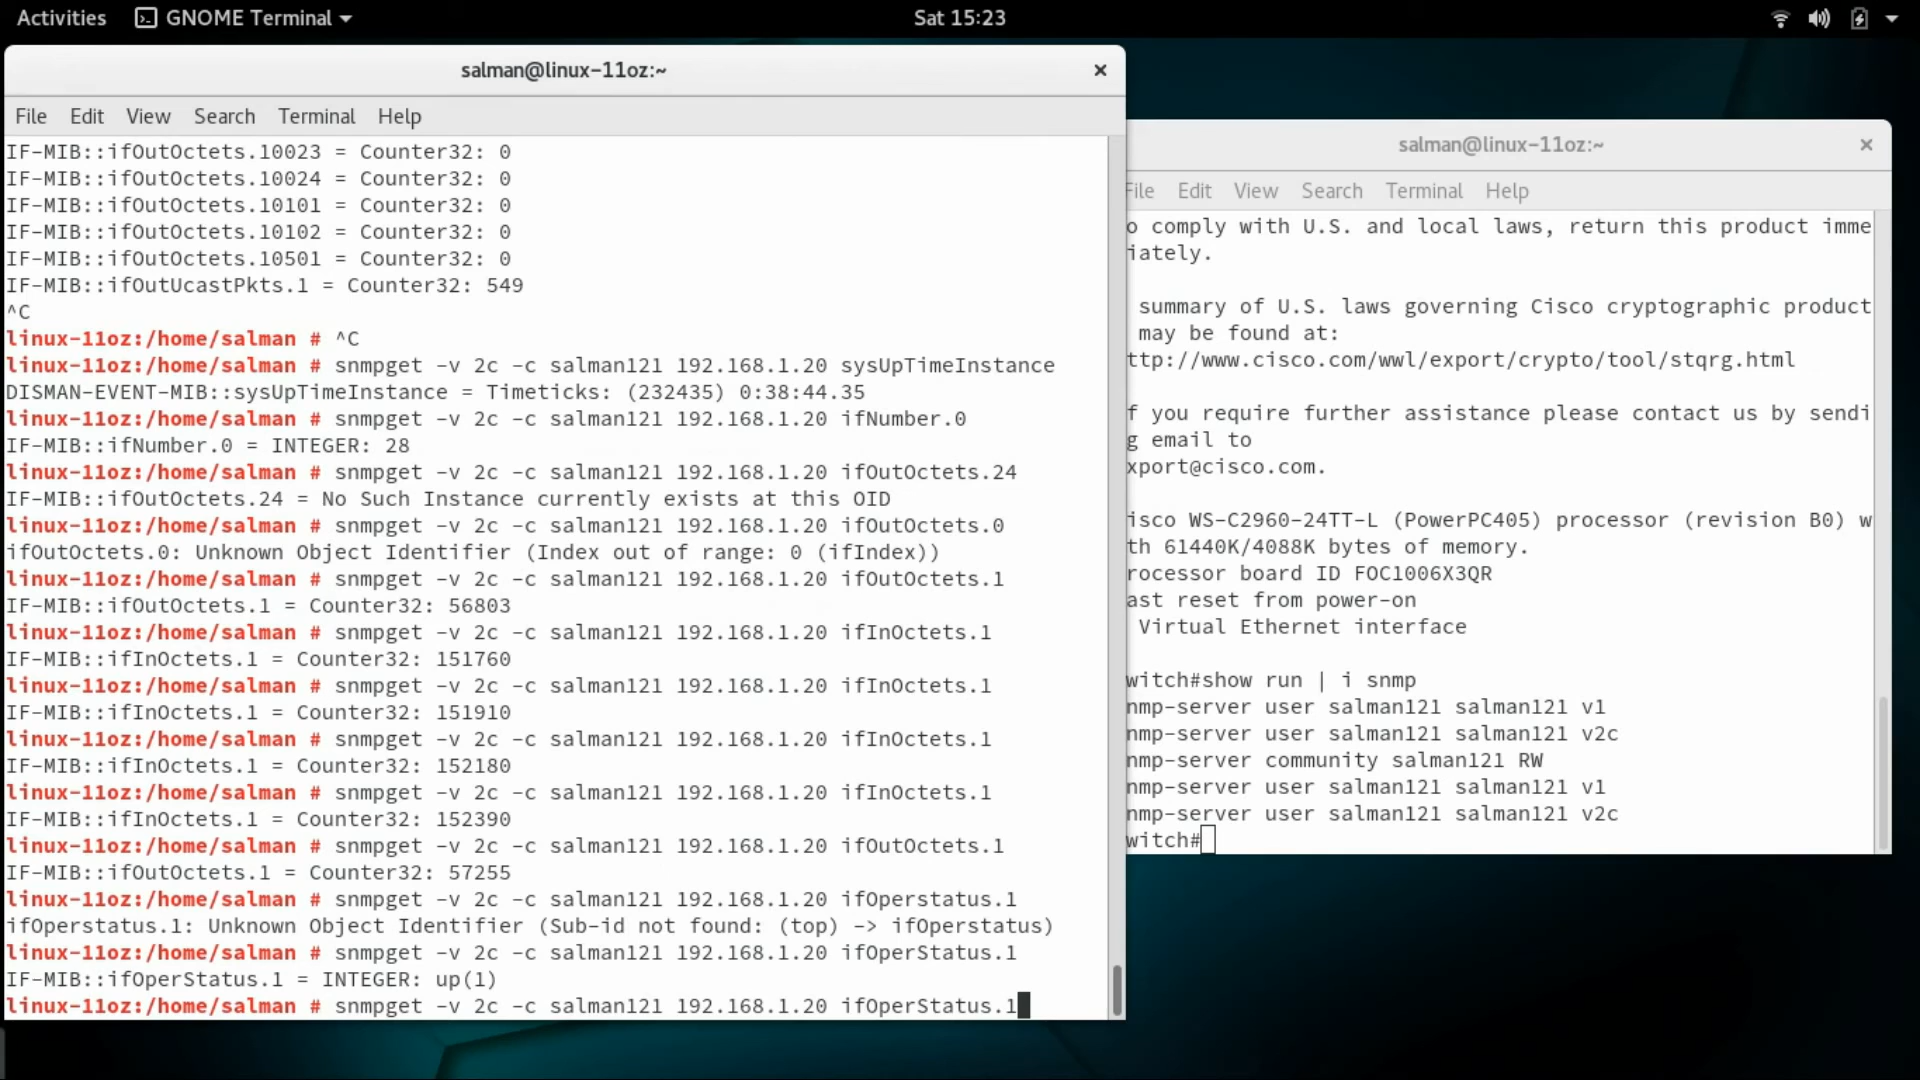 Activities GNOME Terminal Sat 15:23
salman@linux-11oz:~
File Edit View Search Terminal Help
IF-MIB::ifOutOctets.10023 = Counter32: 0
IF-MIB::ifOutOctets.10024 = Counter32: 0
IF-MIB::ifOutOctets.10101 = Counter32: 0
IF-MIB::ifOutOctets.10102 = Counter32: 0
IF-MIB::ifOutOctets.10501 = Counter32: 0
IF-MIB::ifOutUcastPkts.1 = Counter32: 549
^C
linux-11oz:/home/salman # ^C
linux-11oz:/home/salman # snmpget -v 2c -c salman121 192.168.1.20 sysUpTimeInstance
DISMAN-EVENT-MIB::sysUpTimeInstance = Timeticks: (232435) 0:38:44.35
linux-11oz:/home/salman # snmpget -v 2c -c salman121 192.168.1.20 ifNumber.0
IF-MIB::ifNumber.0 = INTEGER: 28
linux-11oz:/home/salman # snmpget -v 2c -c salman121 192.168.1.20 ifOutOctets.24
IF-MIB::ifOutOctets.24 = No Such Instance currently exists at this OID
linux-11oz:/home/salman # snmpget -v 2c -c salman121 192.168.1.20 ifOutOctets.0
ifOutOctets.0: Unknown Object Identifier (Index out of range: 0 (ifIndex))
linux-11oz:/home/salman # snmpget -v 2c -c salman121 192.168.1.20 ifOutOctets.1
IF-MIB::ifOutOctets.1 = Counter32: 56803
linux-11oz:/home/salman # snmpget -v 2c -c salman121 192.168.1.20 ifInOctets.1
IF-MIB::ifInOctets.1 = Counter32: 151760
linux-11oz:/home/salman # snmpget -v 2c -c salman121 192.168.1.20 ifInOctets.1
IF-MIB::ifInOctets.1 = Counter32: 151910
linux-11oz:/home/salman # snmpget -v 2c -c salman121 192.168.1.20 ifInOctets.1
IF-MIB::ifInOctets.1 = Counter32: 152180
linux-11oz:/home/salman # snmpget -v 2c -c salman121 192.168.1.20 ifInOctets.1
IF-MIB::ifInOctets.1 = Counter32: 152390
linux-11oz:/home/salman # snmpget -v 2c -c salman121 192.168.1.20 ifOutOctets.1
IF-MIB::ifOutOctets.1 = Counter32: 57255
linux-11oz:/home/salman # snmpget -v 2c -c salman121 192.168.1.20 ifOperstatus.1
ifOperstatus.1: Unknown Object Identifier (Sub-id not found: (top) -> ifOperstatus)
linux-11oz:/home/salman # snmpget -v 2c -c salman121 192.168.1.20 ifOperStatus.1
IF-MIB::ifOperStatus.1 = INTEGER: up(1)
linux-11oz:/home/salman # snmpget -v 2c -c salman121 192.168.1.20 ifOperStatus.1
salman@linux-11oz:~
File Edit View Search Terminal Help
o comply with U.S. and local laws, return this product imme
iately.
summary of U.S. laws governing Cisco cryptographic product
may be found at:
ttp://www.cisco.com/wwl/export/crypto/tool/stqrg.html
f you require further assistance please contact us by sendi
g email to
xport@cisco.com.
isco WS-C2960-24TT-L (PowerPC405) processor (revision B0) w
th 61440K/4088K bytes of memory.
rocessor board ID FOC1006X3QR
ast reset from power-on
Virtual Ethernet interface
witch#show run | i snmp
nmp-server user salman121 salman121 v1
nmp-server user salman121 salman121 v2c
nmp-server community salman121 RW
nmp-server user salman121 salman121 v1
nmp-server user salman121 salman121 v2c
witch#